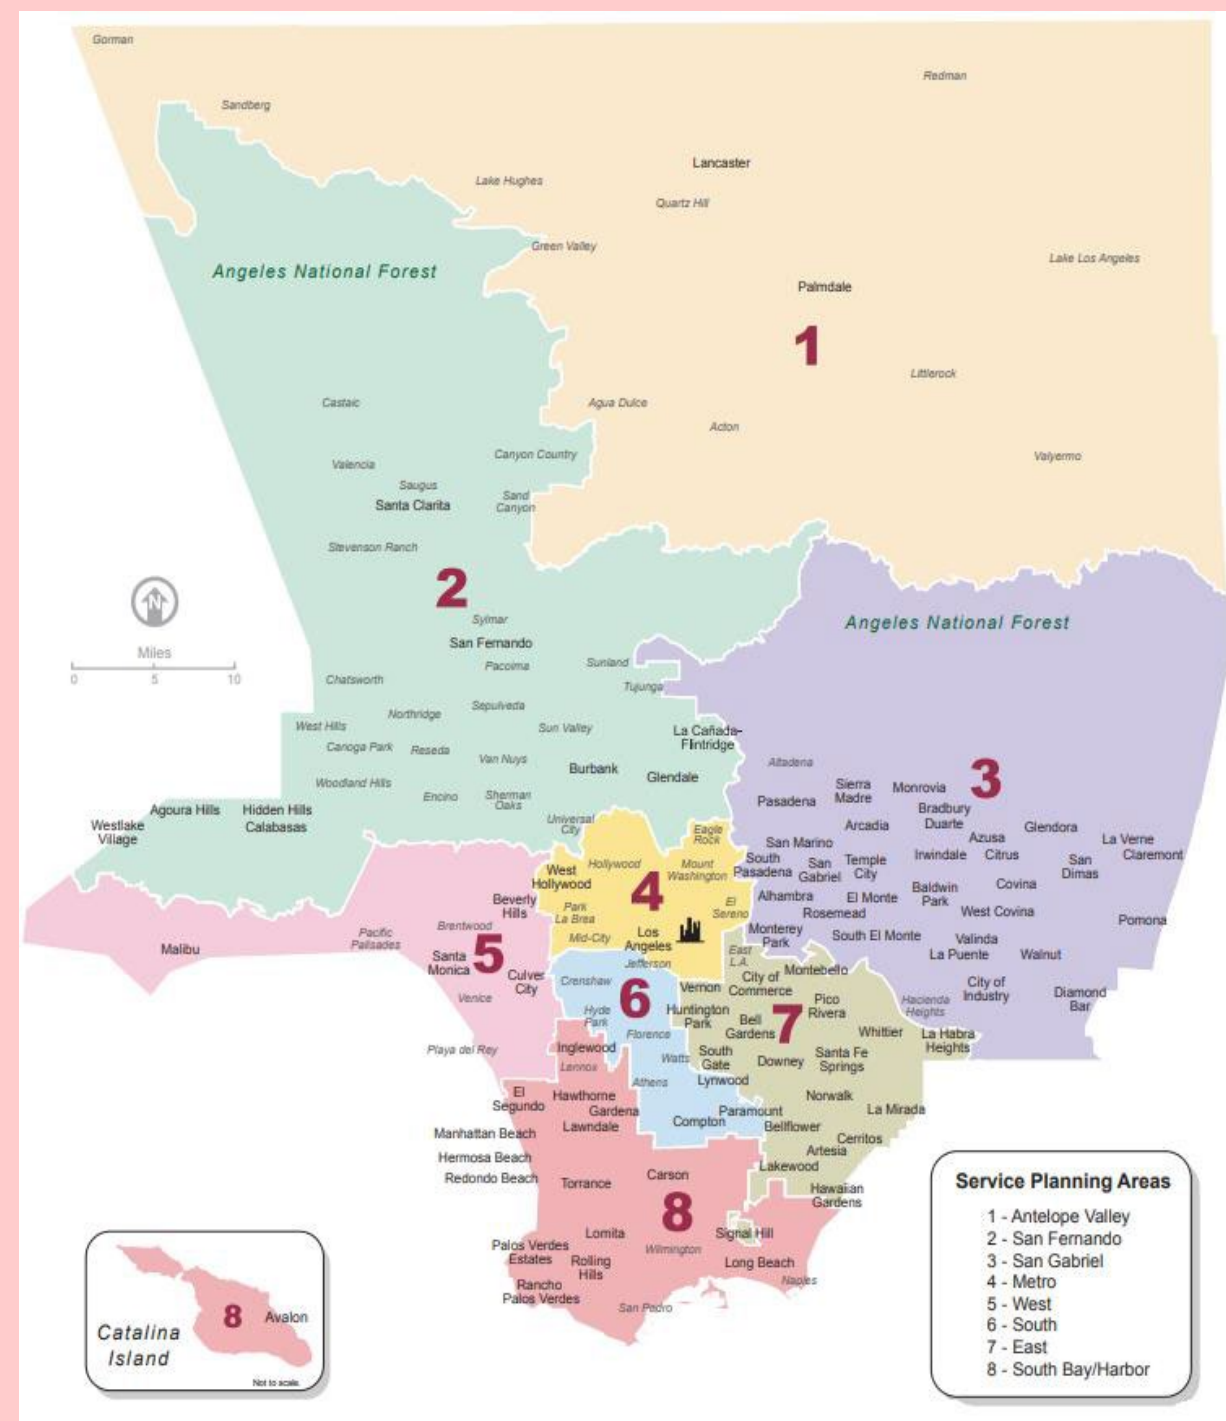 Gorman
Redman
Sandberg
Lancaster
Lake Hughes
Quartz Hill
Green Valley
Lake Los Angeles
Angeles National Forest
Palmdale
1
Littlerock
Castaic
Agua Dulce
Acton
Canyon Country
Valyermo
Valencia
Saugus
Santa Clarita
Sand
Canyon
Stevenson Ranch
2
N
Miles
0 5 10
Sylmar
San Fernando
Pacoima
Sunland
Tujunga
Chatsworth
Northridge
Sepulveda
West Hills
Sun Valley
Canoga Park
Reseda
Van Nuys
La Cañada-
Flintridge
Burbank
Glendale
Woodland Hills
Encino
Sherman
Oaks
Agoura Hills
Hidden Hills
Calabasas
Westlake
Village
Universal
City
Angeles National Forest
Altadena
3
Sierra
Madre
Monrovia
Pasadena
Bradbury
Duarte
Arcadia
Azusa
Glendora
La Verne
San Marino
South
Pasadena
San
Gabriel
Temple
City
Irwindale
Citrus
San
Dimas
Claremont
Alhambra
El Monte
Baldwin
Park
Covina
Rosemead
West Covina
Pomona
Monterey
Park
South El Monte
Valinda
La Puente
Walnut
City of
Industry
Diamond
Bar
Hacienda
Heights
Eagle
Rock
Hollywood
Mount
Washington
West
Hollywood
4
Park
La Brea
El
Sereno
Mid-City
Los
Angeles
Beverly
Hills
Brentwood
Pacific
Palisades
Malibu
Santa
Monica
5
Culver
City
Venice
Playa del Rey
Jefferson
Crenshaw
6
Hyde
Park
Florence
Watts
Athens
Lynwood
Compton
Paramount
East
L.A.
City of
Commerce
Montebello
Vernon
Huntington
Park
Bell
Gardens
7
Pico
Rivera
Whittier
La Habra
Heights
South
Gate
Downey
Santa Fe
Springs
Norwalk
La Mirada
Bellflower
Cerritos
Artesia
Lakewood
Hawaiian
Gardens
Inglewood
Lennox
El
Segundo
Hawthorne
Gardena
Lawndale
Manhattan Beach
Hermosa Beach
Redondo Beach
Torrance
Carson
8
Lomita
Signal Hill
Wilmington
Palos Verdes
Estates
Rolling
Hills
Long Beach
Rancho
Palos Verdes
Naples
San Pedro
8
Avalon
Catalina
Island
Not to scale.
Service Planning Areas
1 - Antelope Valley
2 - San Fernando
3 - San Gabriel
4 - Metro
5 - West
6 - South
7 - East
8 - South Bay/Harbor